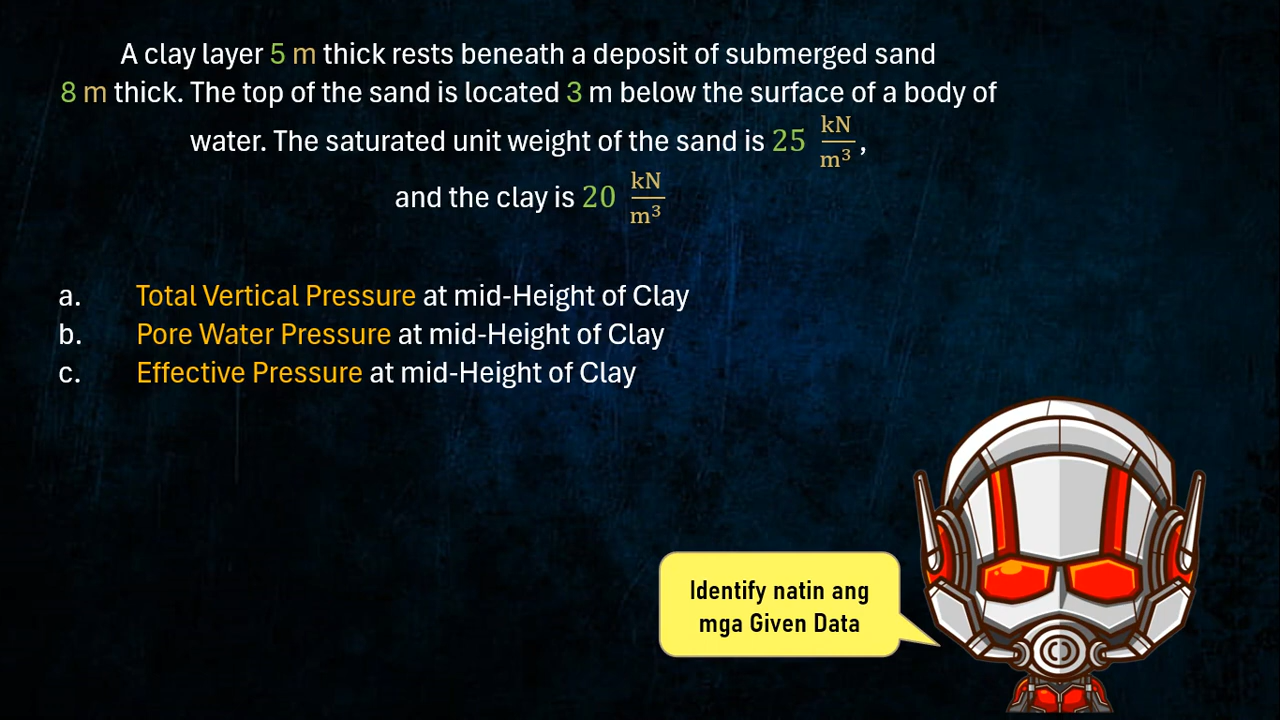 A clay layer 5 m thick rests beneath a deposit of submerged sand
8 m thick. The top of the sand is located 3 m below the surface of a body of
water. The saturated unit weight of the sand is 25 kN/m³,
and the clay is 20 kN/m³
a. Total Vertical Pressure at mid-Height of Clay
b. Pore Water Pressure at mid-Height of Clay
c. Effective Pressure at mid-Height of Clay
Identify natin ang
mga Given Data